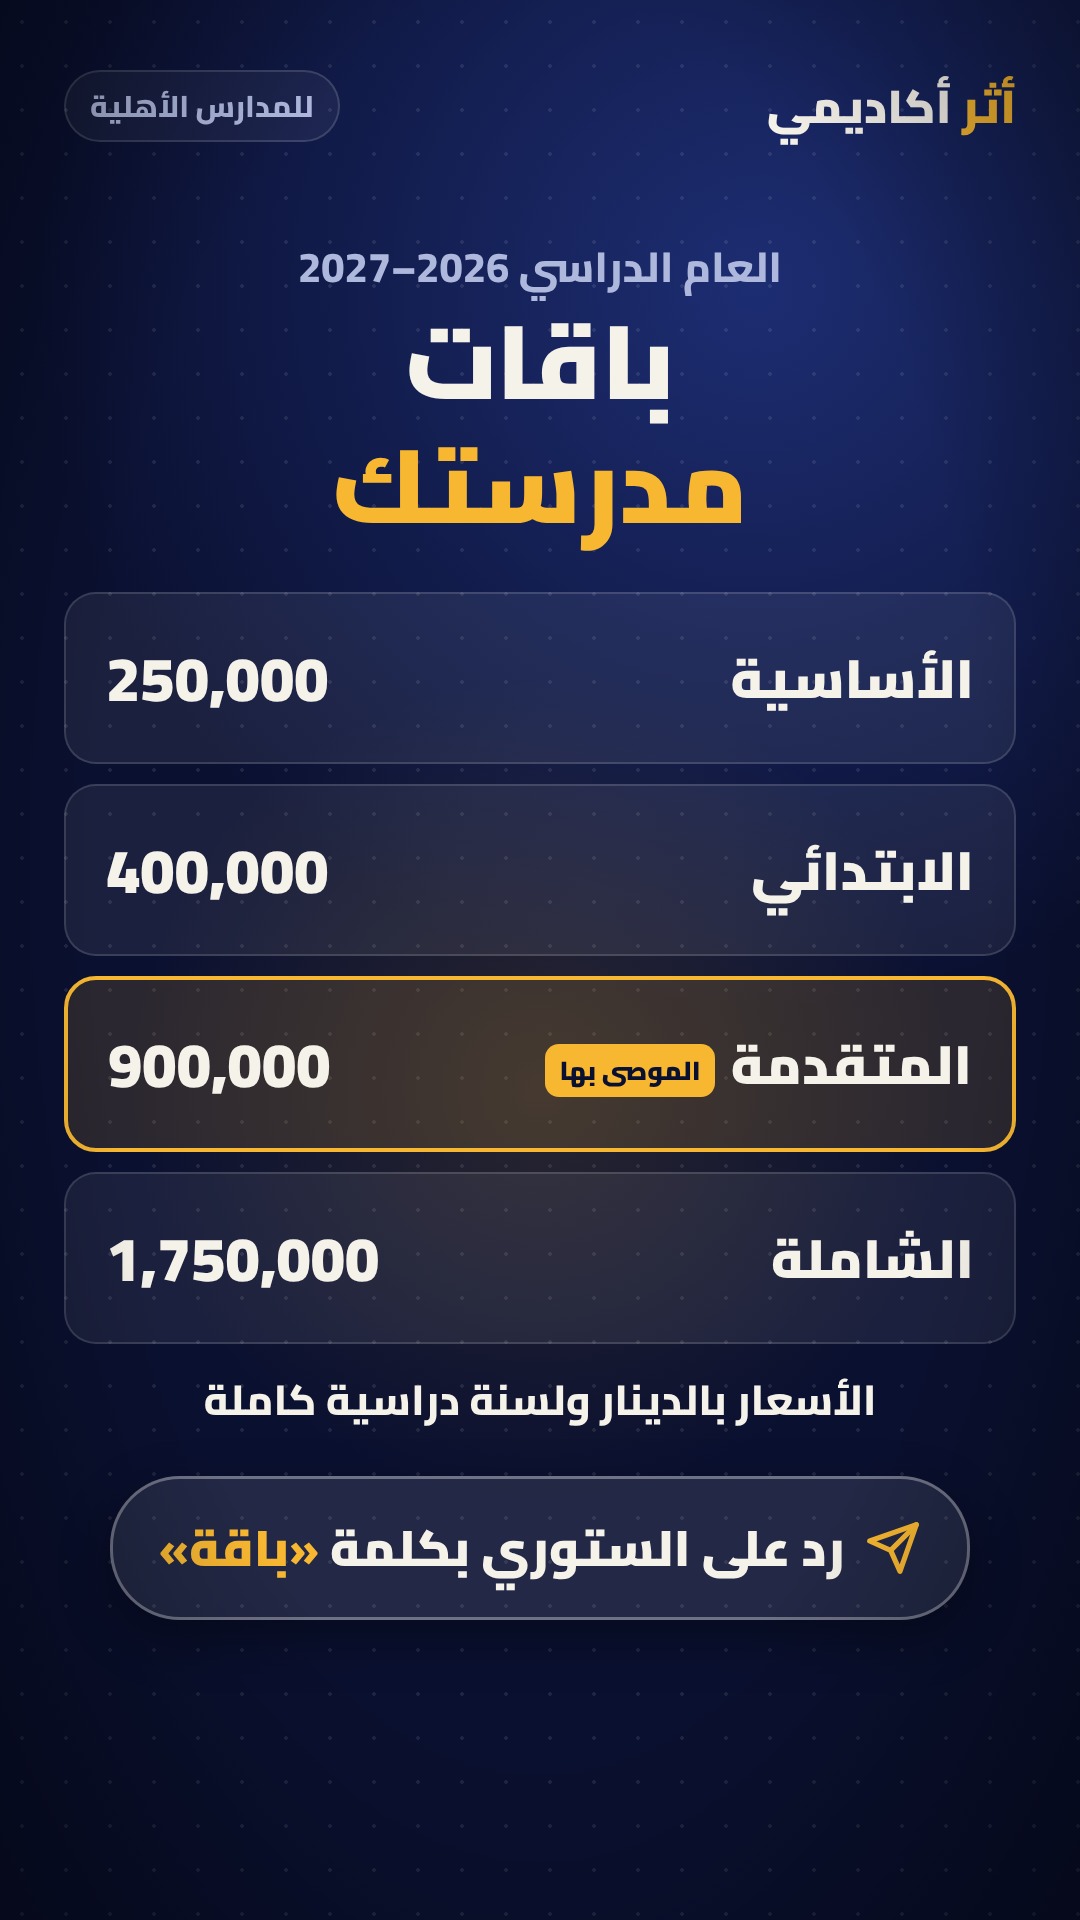 أثر أكاديمي
للمدارس الأهلية
العام الدراسي 2026–2027
باقات
مدرستك
الأساسية 250,000
الابتدائي 400,000
المتقدمة الموصى بها 900,000
الشاملة 1,750,000
الأسعار بالدينار ولسنة دراسية كاملة
رد على الستوري بكلمة «باقة»